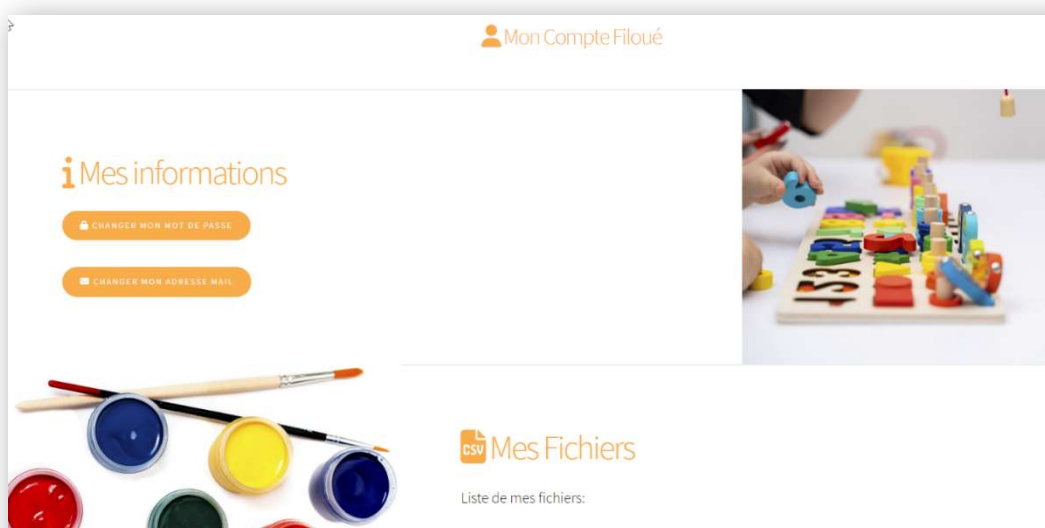 Mon Compte Filoué
Mes informations
CHANGER MON MOT DE PASSE
CHANGER MON ADRESSE MAIL
CSV Mes Fichiers
Liste de mes fichiers: